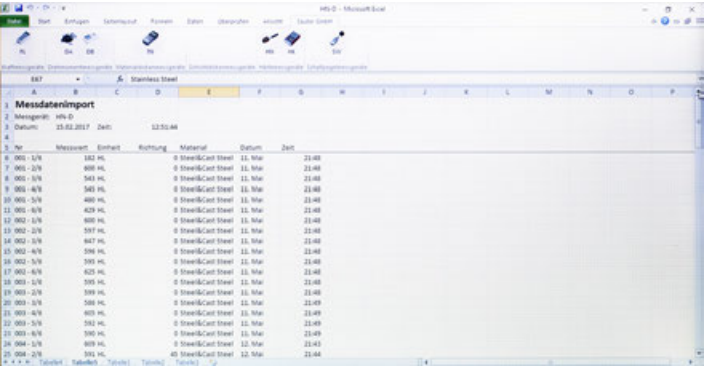 HN-D - Microsoft Excel
Datei Start Einfügen Seitenlayout Formeln Daten Überprüfen Ansicht Sauter GmbH
FL DA DB TN HN HK SW
E67 fx Stainless Steel
A B C D E F G H I J K L M N O P
1 Messdatenimport
2 Messgerät: HN-D
3 Datum: 15.02.2017 Zeit: 12:51:44
4
5 Nr Messwert Einheit Richtung Material Datum Zeit
6 001 - 1/6 182 HL 0 Steel&Cast Steel 11. Mai 21:48
7 001 - 2/6 600 HL 0 Steel&Cast Steel 11. Mai 21:48
8 001 - 3/6 543 HL 0 Steel&Cast Steel 11. Mai 21:48
9 001 - 4/6 545 HL 0 Steel&Cast Steel 11. Mai 21:48
10 001 - 5/6 480 HL 0 Steel&Cast Steel 11. Mai 21:48
11 001 - 6/6 629 HL 0 Steel&Cast Steel 11. Mai 21:48
12 002 - 1/6 600 HL 0 Steel&Cast Steel 11. Mai 21:48
13 002 - 2/6 597 HL 0 Steel&Cast Steel 11. Mai 21:48
14 002 - 3/6 647 HL 0 Steel&Cast Steel 11. Mai 21:48
15 002 - 4/6 596 HL 0 Steel&Cast Steel 11. Mai 21:48
16 002 - 5/6 595 HL 0 Steel&Cast Steel 11. Mai 21:48
17 002 - 6/6 625 HL 0 Steel&Cast Steel 11. Mai 21:48
18 003 - 1/6 595 HL 0 Steel&Cast Steel 11. Mai 21:48
19 003 - 2/6 599 HL 0 Steel&Cast Steel 11. Mai 21:48
20 003 - 3/6 588 HL 0 Steel&Cast Steel 11. Mai 21:49
21 003 - 4/6 605 HL 0 Steel&Cast Steel 11. Mai 21:49
22 003 - 5/6 592 HL 0 Steel&Cast Steel 11. Mai 21:49
23 003 - 6/6 590 HL 0 Steel&Cast Steel 11. Mai 21:49
24 004 - 1/6 609 HL 0 Steel&Cast Steel 12. Mai 21:43
25 004 - 2/6 591 HL 45 Steel&Cast Steel 12. Mai 21:44
Tabelle4 Tabelle5 Tabelle1 Tabelle2 Tabelle3